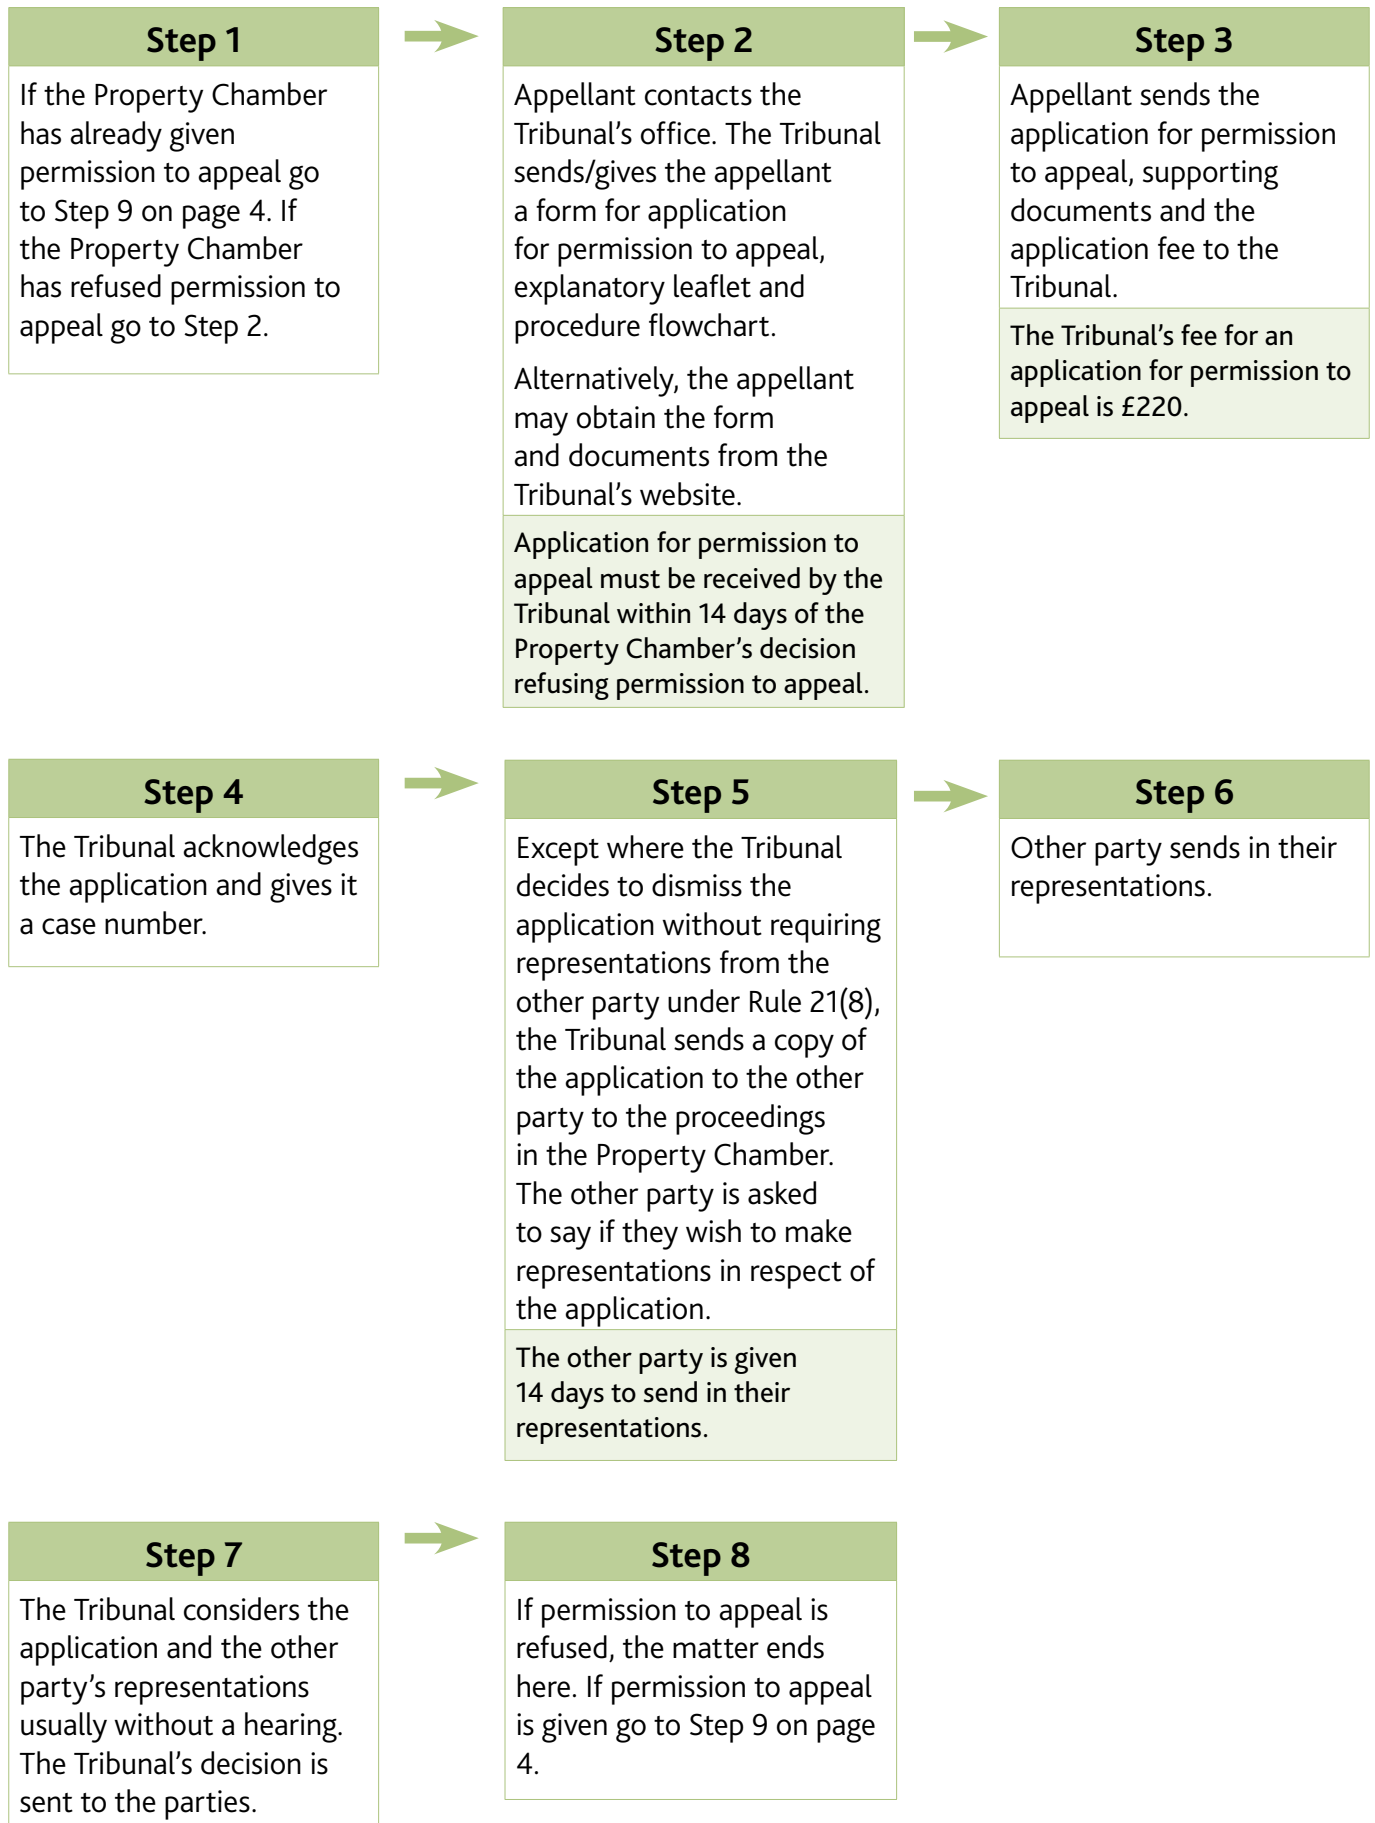 Step 1
If the Property Chamber
has already given
permission to appeal go
to Step 9 on page 4. If
the Property Chamber
has refused permission to
appeal go to Step 2.
Step 2
Appellant contacts the
Tribunal’s office. The Tribunal
sends/gives the appellant
a form for application
for permission to appeal,
explanatory leaflet and
procedure flowchart.
Alternatively, the appellant
may obtain the form
and documents from the
Tribunal’s website.
Application for permission to
appeal must be received by the
Tribunal within 14 days of the
Property Chamber’s decision
refusing permission to appeal.
Step 3
Appellant sends the
application for permission
to appeal, supporting
documents and the
application fee to the
Tribunal.
The Tribunal’s fee for an
application for permission to
appeal is £220.
Step 4
The Tribunal acknowledges
the application and gives it
a case number.
Step 5
Except where the Tribunal
decides to dismiss the
application without requiring
representations from the
other party under Rule 21(8),
the Tribunal sends a copy of
the application to the other
party to the proceedings
in the Property Chamber.
The other party is asked
to say if they wish to make
representations in respect of
the application.
The other party is given
14 days to send in their
representations.
Step 6
Other party sends in their
representations.
Step 7
The Tribunal considers the
application and the other
party’s representations
usually without a hearing.
The Tribunal’s decision is
sent to the parties.
Step 8
If permission to appeal is
refused, the matter ends
here. If permission to appeal
is given go to Step 9 on page
4.